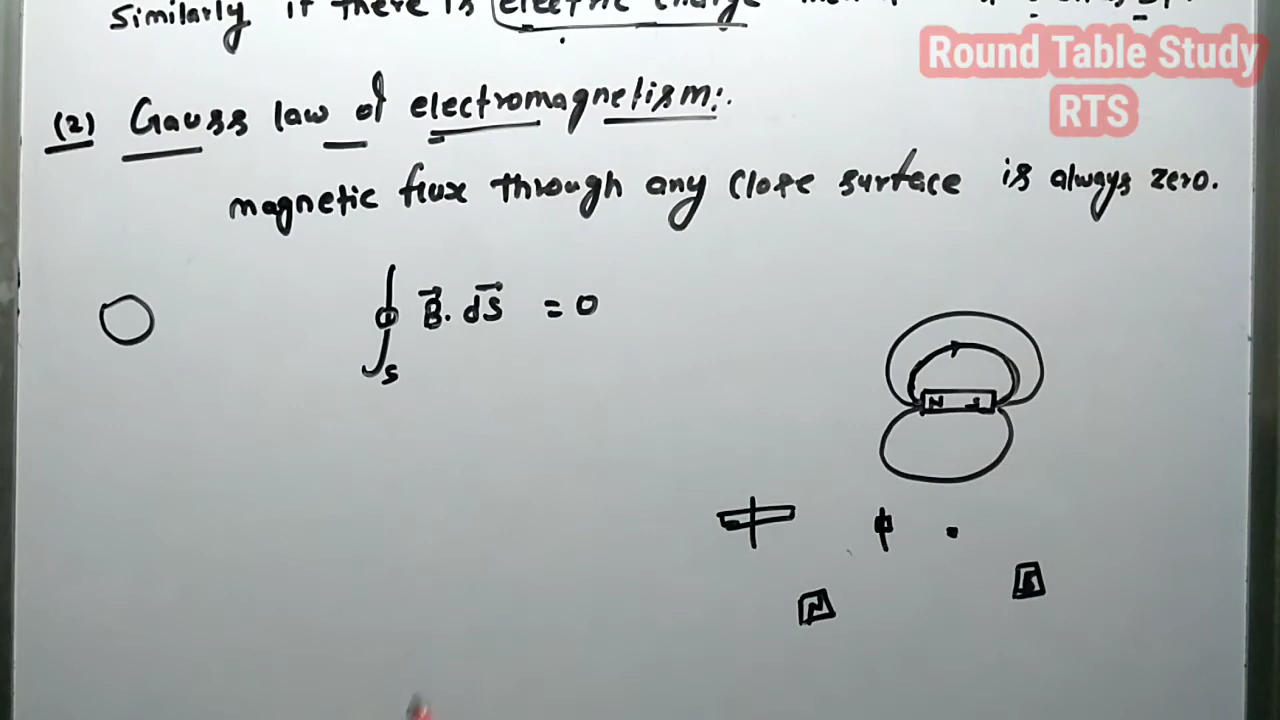 Similarly if there is electric charge
Round Table Study
RTS
(2) Gauss law of electromagnetism:.
magnetic flux through any close surface is always zero.
∮S B⃗. dS⃗ = 0
N S
N
S